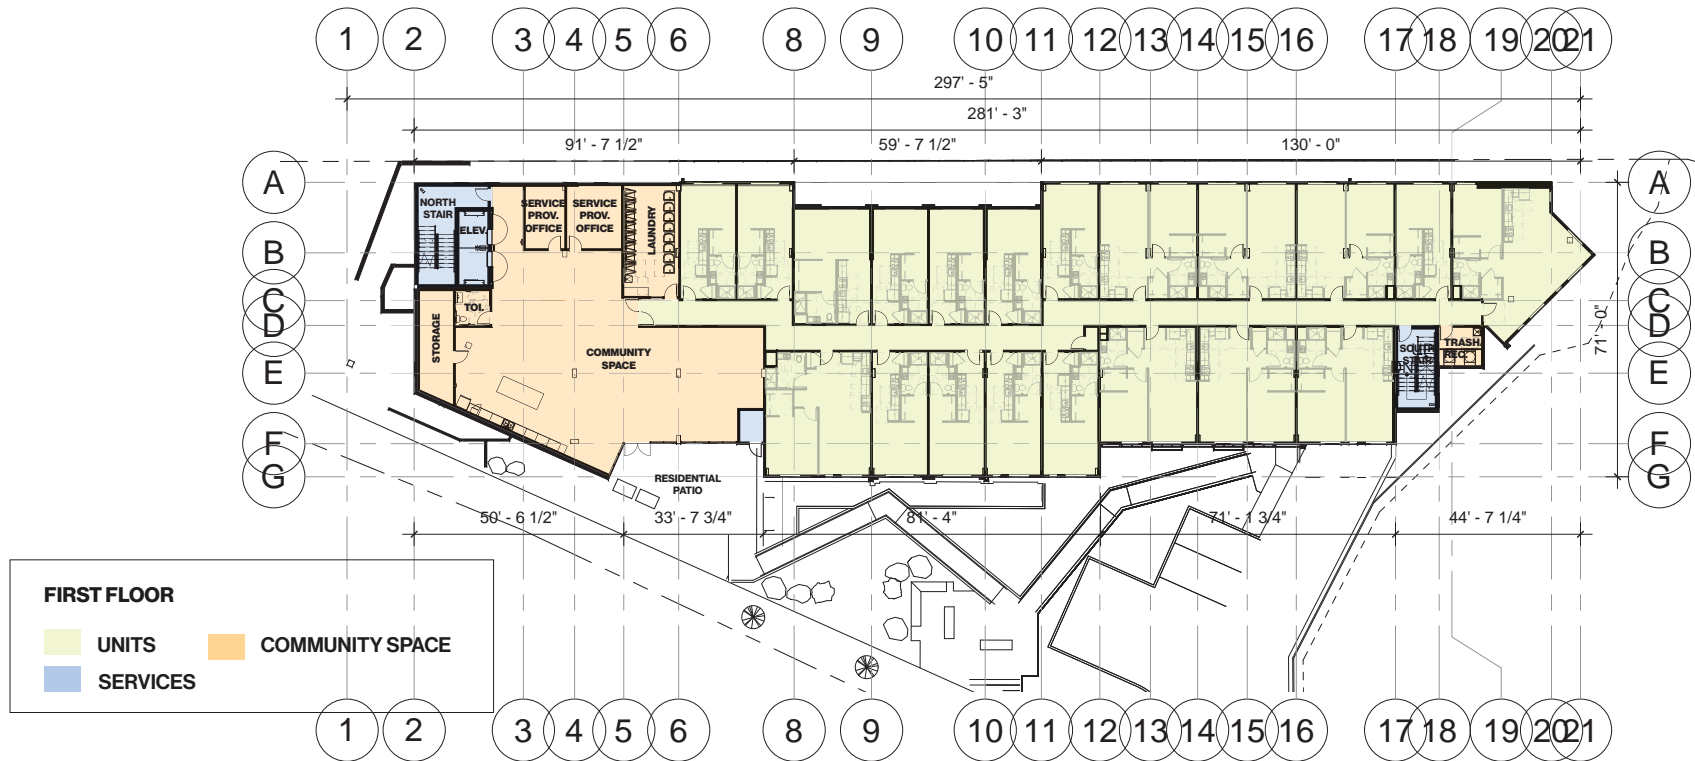 1 2 3 4 5 6 8 9 10 11 12 13 14 15 16 17 18 19 20 21
297' - 5"
281' - 3"
91' - 7 1/2" 59' - 7 1/2" 130' - 0"
A A
NORTH
STAIR
ELEV.
SERVICE
PROV.
OFFICE
SERVICE
PROV.
OFFICE
LAUNDRY
B B
C C
TOI.
D D
STORAGE
COMMUNITY
SPACE
71' - 0"
TRASH/
REC.
E E
F F
G G
RESIDENTIAL
PATIO
50' - 6 1/2" 33' - 7 3/4" 81' - 4" 71' - 1 3/4" 44' - 7 1/4"
FIRST FLOOR
UNITS COMMUNITY SPACE
SERVICES
1 2 3 4 5 6 8 9 10 11 12 13 14 15 16 17 18 19 20 21